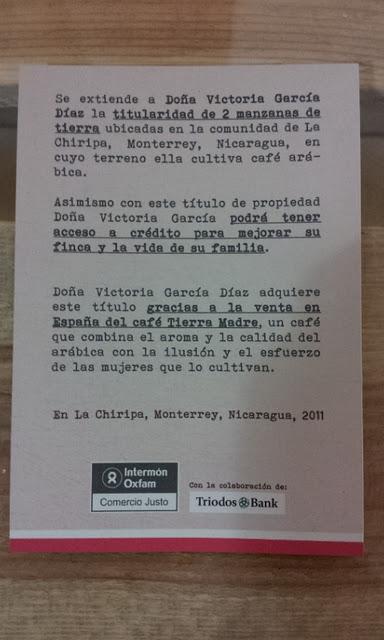 Se extiende a Doña Victoria García
Díaz la titularidad de 2 manzanas de
tierra ubicadas en la comunidad de La
Chiripa, Monterrey, Nicaragua, en
cuyo terreno ella cultiva café ará-
bica.
Asimismo con este título de propiedad
Doña Victoria García podrá tener
acceso a crédito para mejorar su
finca y la vida de su familia.
Doña Victoria García Díaz adquiere
este título gracias a la venta en
España del café Tierra Madre, un café
que combina el aroma y la calidad del
arábica con la ilusión y el esfuerzo
de las mujeres que lo cultivan.
En La Chiripa, Monterrey, Nicaragua, 2011
Intermón
Oxfam
Comercio Justo
Con la colaboración de:
Triodos Bank